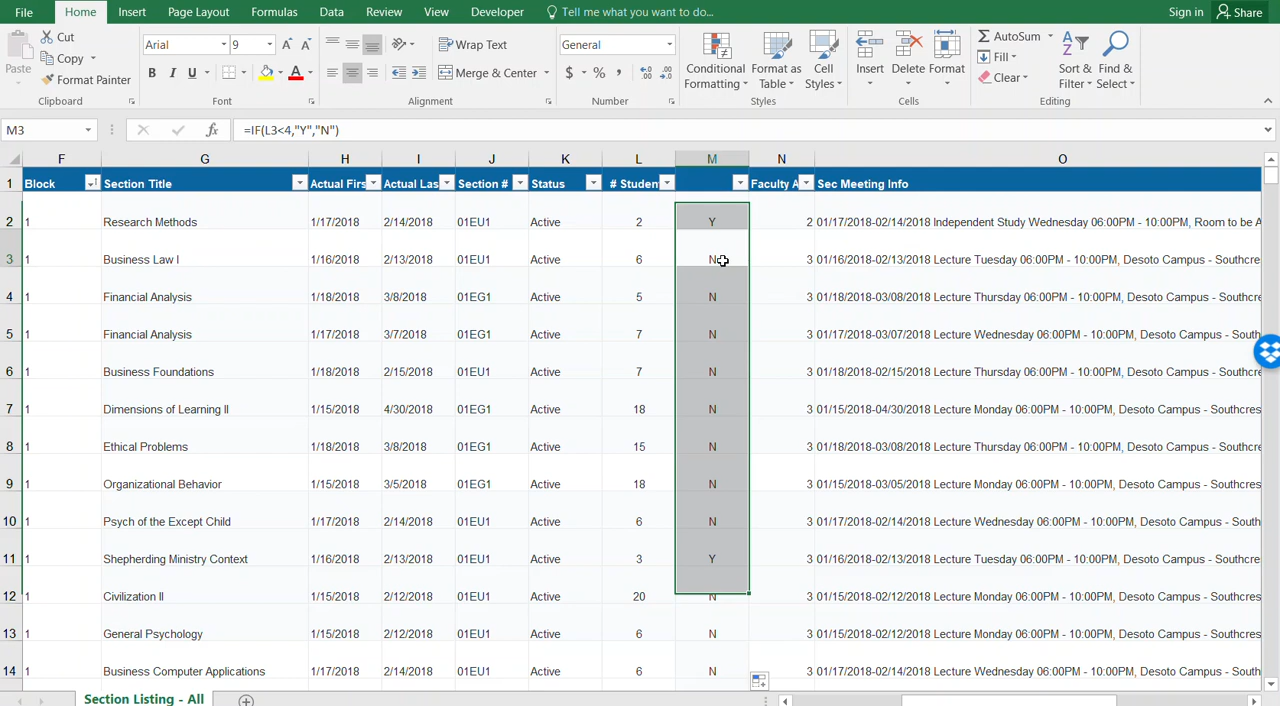 File Home Insert Page Layout Formulas Data Review View Developer Tell me what you want to do... Sign in Share
Paste Cut Copy Format Painter Clipboard
Arial 9 A A B I U A Font
Wrap Text Merge & Center Alignment
General $ % , Number
Conditional Formatting Format as Table Cell Styles Styles
Insert Delete Format Cells
AutoSum Fill Clear Sort & Filter Find & Select Editing
M3 fx =IF(L3<4,"Y","N")
F G H I J K L M N O
1 Block Section Title Actual Firs Actual Las Section # Status # Studen Faculty A Sec Meeting Info
2 1 Research Methods 1/17/2018 2/14/2018 01EU1 Active 2 Y 2 01/17/2018-02/14/2018 Independent Study Wednesday 06:00PM - 10:00PM, Room to be A
3 1 Business Law I 1/16/2018 2/13/2018 01EU1 Active 6 N 3 01/16/2018-02/13/2018 Lecture Tuesday 06:00PM - 10:00PM, Desoto Campus - Southcre
4 1 Financial Analysis 1/18/2018 3/8/2018 01EG1 Active 5 N 3 01/18/2018-03/08/2018 Lecture Thursday 06:00PM - 10:00PM, Desoto Campus - Southcre
5 1 Financial Analysis 1/17/2018 3/7/2018 01EG1 Active 7 N 3 01/17/2018-03/07/2018 Lecture Wednesday 06:00PM - 10:00PM, Desoto Campus - South
6 1 Business Foundations 1/18/2018 2/15/2018 01EU1 Active 7 N 3 01/18/2018-02/15/2018 Lecture Thursday 06:00PM - 10:00PM, Desoto Campus - Southcre
7 1 Dimensions of Learning II 1/15/2018 4/30/2018 01EG1 Active 18 N 3 01/15/2018-04/30/2018 Lecture Monday 06:00PM - 10:00PM, Desoto Campus - Southcres
8 1 Ethical Problems 1/18/2018 3/8/2018 01EG1 Active 15 N 3 01/18/2018-03/08/2018 Lecture Thursday 06:00PM - 10:00PM, Desoto Campus - Southcre
9 1 Organizational Behavior 1/15/2018 3/5/2018 01EG1 Active 18 N 3 01/15/2018-03/05/2018 Lecture Monday 06:00PM - 10:00PM, Desoto Campus - Southcres
10 1 Psych of the Except Child 1/17/2018 2/14/2018 01EU1 Active 6 N 3 01/17/2018-02/14/2018 Lecture Wednesday 06:00PM - 10:00PM, Desoto Campus - South
11 1 Shepherding Ministry Context 1/16/2018 2/13/2018 01EU1 Active 3 Y 3 01/16/2018-02/13/2018 Lecture Tuesday 06:00PM - 10:00PM, Desoto Campus - Southcre
12 1 Civilization II 1/15/2018 2/12/2018 01EU1 Active 20 N 3 01/15/2018-02/12/2018 Lecture Monday 06:00PM - 10:00PM, Desoto Campus - Southcres
13 1 General Psychology 1/15/2018 2/12/2018 01EU1 Active 6 N 3 01/15/2018-02/12/2018 Lecture Monday 06:00PM - 10:00PM, Desoto Campus - Southcres
14 1 Business Computer Applications 1/17/2018 2/14/2018 01EU1 Active 6 N 3 01/17/2018-02/14/2018 Lecture Wednesday 06:00PM - 10:00PM, Desoto Campus - South
Section Listing - All